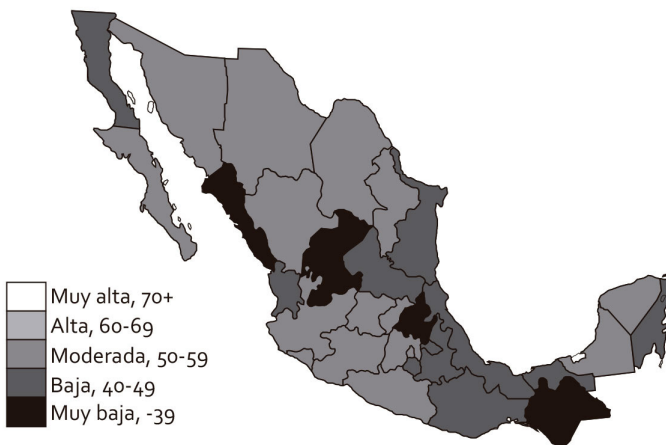 Muy alta, 70+
Alta, 60-69
Moderada, 50-59
Baja, 40-49
Muy baja, -39